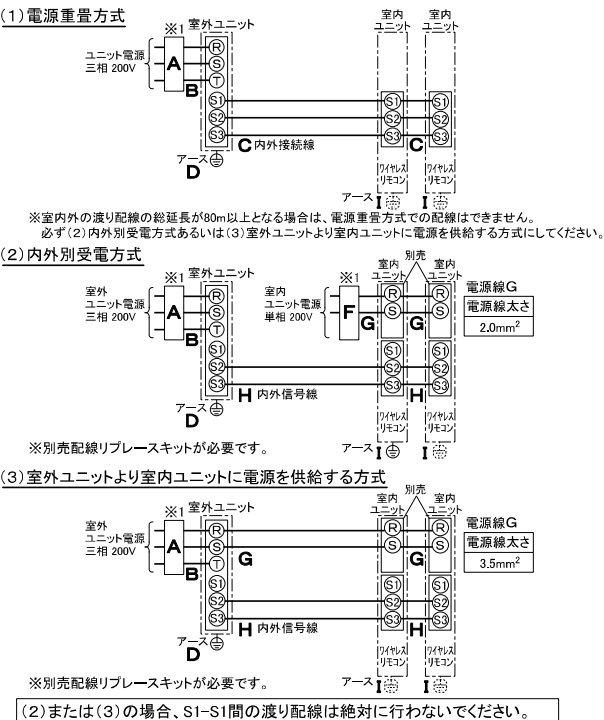 (1)電源重畳方式
※1 室外ユニット
室内 ユニット
室内 ユニット
ユニット電源
三相 200V
A
B
R
S
T
S1
S2
S3
S1
S2
S3
S1
S2
S3
C 内外接続線
C
アース
D
ワイヤレス リモコン
ワイヤレス リモコン
アース I
I
※室内外の渡り配線の総延長が80m以上となる場合は、電源重畳方式での配線はできません。
必ず(2)内外別受電方式あるいは(3)室外ユニットより室内ユニットに電源を供給する方式にしてください。
(2)内外別受電方式
※1 室外ユニット
※1
室内 ユニット
別売
室内 ユニット
室外
ユニット電源
三相 200V
A
B
R
S
T
S1
S2
S3
室内
ユニット電源
単相 200V
F
G
R
S
G
R
S
S1
S2
S3
S1
S2
S3
電源線G
電源線太さ
2.0mm²
H 内外信号線
H
アース
D
ワイヤレス リモコン
ワイヤレス リモコン
※別売配線リプレースキットが必要です。
アース I
I
(3)室外ユニットより室内ユニットに電源を供給する方式
※1 室外ユニット
室内 ユニット
別売
室内 ユニット
室外
ユニット電源
三相 200V
A
B
R
S
T
S1
S2
S3
G
R
S
G
R
S
S1
S2
S3
S1
S2
S3
電源線G
電源線太さ
3.5mm²
H 内外信号線
H
アース
D
ワイヤレス リモコン
ワイヤレス リモコン
※別売配線リプレースキットが必要です。
アース I
I
(2)または(3)の場合、S1-S1間の渡り配線は絶対に行わないでください。